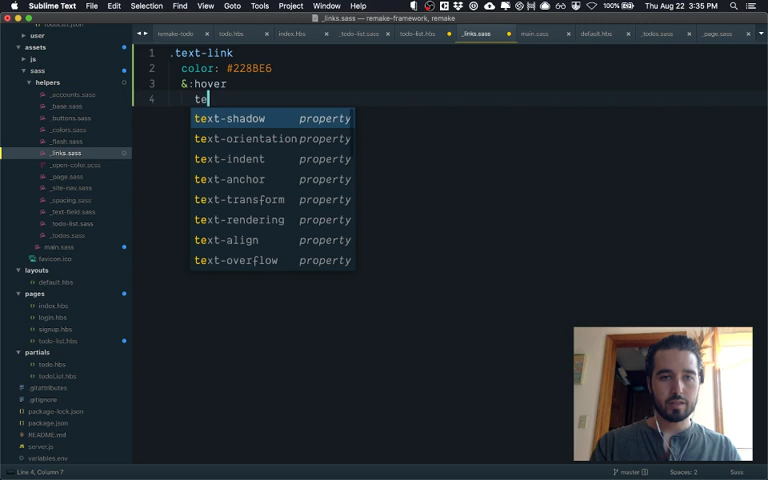 Sublime Text File Edit Selection Find View Goto Tools Project Window Help 100% Thu Aug 22 3:35 PM
_links.sass — remake-framework, remake
remake-todo todo.hbs index.hbs _todo-list.sass todo-list.hbs _links.sass main.sass default.hbs _todos.sass _page.sass
todoList.json
user
assets
js
sass
helpers
_accounts.sass
_base.sass
_buttons.sass
_colors.sass
_flash.sass
_links.sass
_open-color.scss
_page.sass
_site-nav.sass
_spacing.sass
_text-field.sass
_todo-list.sass
_todos.sass
main.sass
favicon.ico
layouts
default.hbs
pages
index.hbs
login.hbs
signup.hbs
todo-list.hbs
partials
todo.hbs
todoList.hbs
.gitattributes
.gitignore
package-lock.json
package.json
README.md
server.js
variables.env
1 .text-link
2 color: #228BE6
3 &:hover
4 te
text-shadow property
text-orientation property
text-indent property
text-anchor property
text-transform property
text-rendering property
text-align property
text-overflow property
Line 4, Column 7 master Spaces: 2 Sass